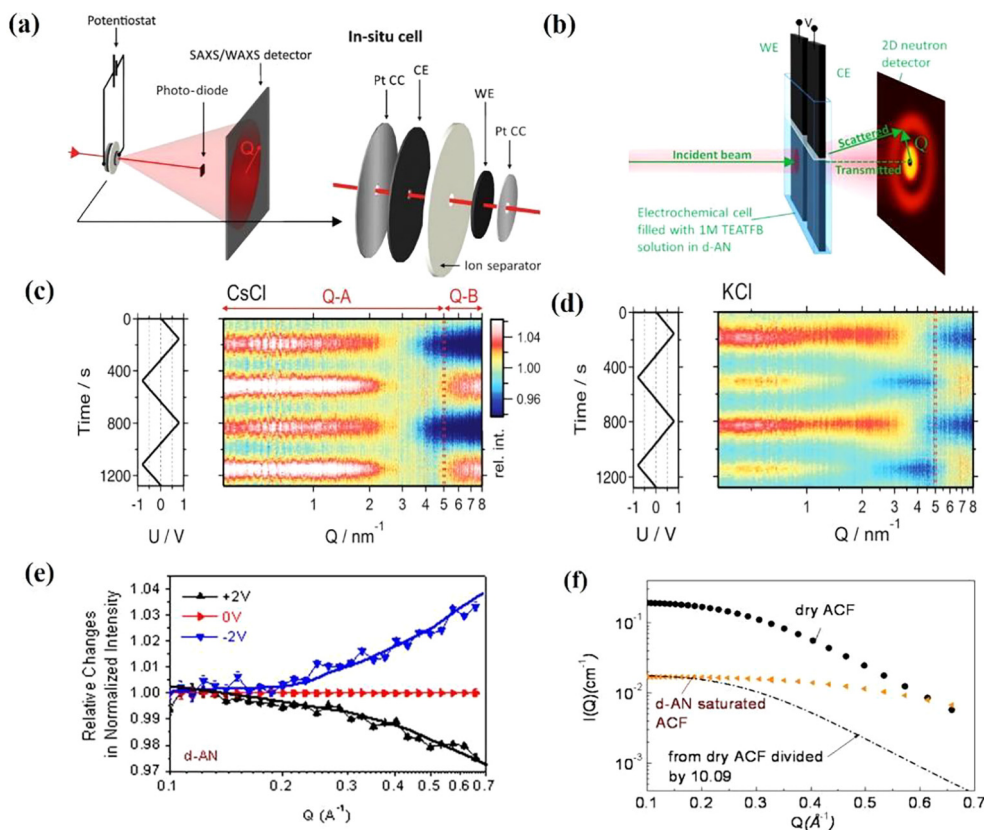 (a)
Potentiostat
SAXS/WAXS detector
Photo-diode
Q
In-situ cell
Pt CC
CE
WE
Pt CC
Ion separator
(b)
V
WE
CE
2D neutron
detector
Scattered
Q
Incident beam
Transmitted
Electrochemical cell
filled with 1M TEATFB
solution in d-AN
(c)
CsCl
Q-A
Q-B
Time / s
0
400
800
1200
-1 0 1
U / V
1 2 3 4 5 6 7 8
Q / nm-1
1.04
1.00
0.96
rel. int.
(d)
KCl
Time / s
0
400
800
1200
-1 0 1
U / V
1 2 3 4 5 6 7 8
Q / nm-1
(e)
Relative Changes
in Normalized Intensity
1.04
1.03
1.02
1.01
1.00
0.99
0.98
0.97
+2V
0V
-2V
d-AN
0.1 0.2 0.3 0.4 0.5 0.6 0.7
Q (A-1)
(f)
I(Q)(cm-1)
10-1
10-2
10-3
dry ACF
d-AN saturated
ACF
from dry ACF divided
by 10.09
0.1 0.2 0.3 0.4 0.5 0.6 0.7
Q(Å-1)